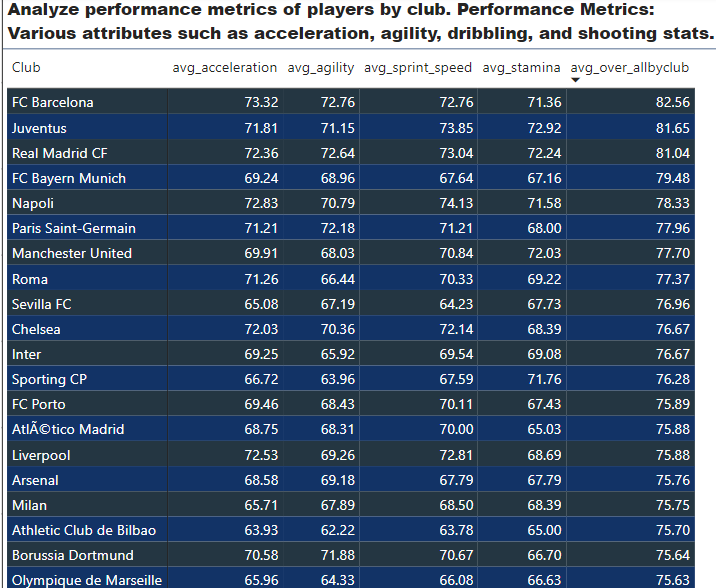 Analyze performance metrics of players by club. Performance Metrics:
Various attributes such as acceleration, agility, dribbling, and shooting stats.
Club avg_acceleration avg_agility avg_sprint_speed avg_stamina avg_over_allbyclub
FC Barcelona 73.32 72.76 72.76 71.36 82.56
Juventus 71.81 71.15 73.85 72.92 81.65
Real Madrid CF 72.36 72.64 73.04 72.24 81.04
FC Bayern Munich 69.24 68.96 67.64 67.16 79.48
Napoli 72.83 70.79 74.13 71.58 78.33
Paris Saint-Germain 71.21 72.18 71.21 68.00 77.96
Manchester United 69.91 68.03 70.84 72.03 77.70
Roma 71.26 66.44 70.33 69.22 77.37
Sevilla FC 65.08 67.19 64.23 67.73 76.96
Chelsea 72.03 70.36 72.14 68.39 76.67
Inter 69.25 65.92 69.54 69.08 76.67
Sporting CP 66.72 63.96 67.59 71.76 76.28
FC Porto 69.46 68.43 70.11 67.43 75.89
AtlÃ©tico Madrid 68.75 68.31 70.00 65.03 75.88
Liverpool 72.53 69.26 72.81 68.69 75.88
Arsenal 68.58 69.18 67.79 67.79 75.76
Milan 65.71 67.89 68.50 68.39 75.75
Athletic Club de Bilbao 63.93 62.22 63.78 65.00 75.70
Borussia Dortmund 70.58 71.88 70.67 66.70 75.64
Olympique de Marseille 65.96 64.33 66.08 66.63 75.63